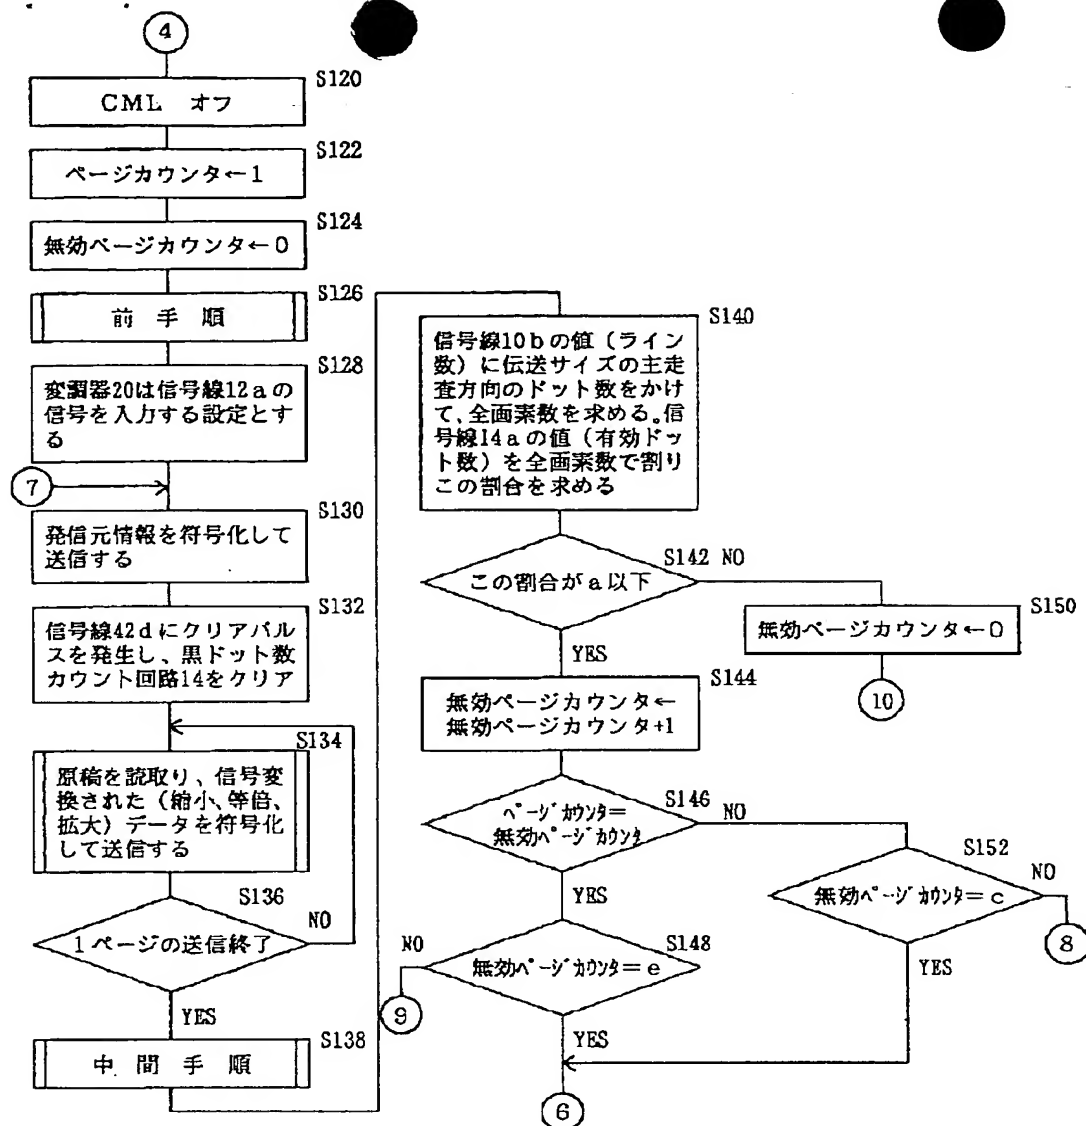 4
S120
CML オフ
S122
ページカウンタ←1
S124
無効ページカウンタ←0
S126
前 手 順
S128
変調器20は信号線12aの
信号を入力する設定とす
る
7
S130
発信元情報を符号化して
送信する
S132
信号線42dにクリアパル
スを発生し、黒ドット数
カウント回路14をクリア
S134
原稿を読取り、信号変
換された(縮小、等倍、
拡大)データを符号化
して送信する
S136
1ページの送信終了
NO
YES
S138
中 間 手 順
S140
信号線10bの値(ライン
数)に伝送サイズの主走
査方向のドット数をかけ
て、全画素数を求める。信
号線14aの値(有効ドッ
ト数)を全画素数で割り
この割合を求める
S142 NO
この割合がa以下
YES
S150
無効ページカウンタ←0
10
S144
無効ページカウンタ←
無効ページカウンタ+1
S146
ページカウンタ=
無効ページカウンタ
NO
YES
S152
無効ページカウンタ=c
NO
8
YES
S148
無効ページカウンタ=e
NO
9
YES
6